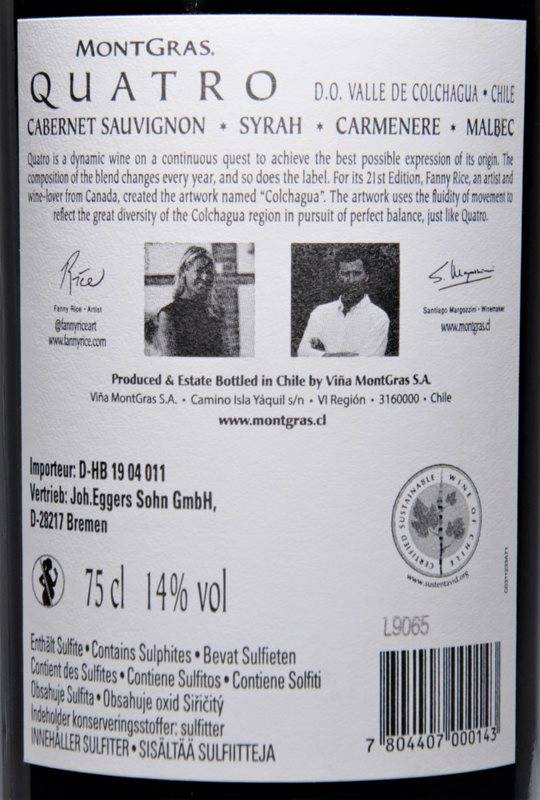 MONTGRAS.
QUATRO D.O. VALLE DE COLCHAGUA • CHILE
CABERNET SAUVIGNON * SYRAH * CARMENERE * MALBEC
Quatro is a dynamic wine on a continuous quest to achieve the best possible expression of its origin. The
composition of the blend changes every year, and so does the label. For its 21st Edition, Fanny Rice, an artist and
wine-lover from Canada, created the artwork named “Colchagua”. The artwork uses the fluidity of movement to
reflect the great diversity of the Colchagua region in pursuit of perfect balance, just like Quatro.
Rice
S. Margozzini
Fanny Rice - Artist
@fannyriceart
www.fannyrice.com
Santiago Margozzini - Winemaker
www.montgras.cl
Produced & Estate Bottled in Chile by Viña MontGras S.A.
Viña MontGras S.A. • Camino Isla Yáquil s/n • VI Región • 3160000 • Chile
www.montgras.cl
Importeur: D-HB 19 04 011
Vertrieb: Joh.Eggers Sohn GmbH,
D-28217 Bremen
CERTIFIED SUSTAINABLE WINE OF CHILE
www.sustentavid.org
75 cl 14% vol
L9065
Enthält Sulfite • Contains Sulphites • Bevat Sulfieten
Contient des Sulfites • Contiene Sulfitos • Contiene Solfiti
Obsahuje Sulfita • Obsahuje oxid Siřičitý
Indeholder konserveringsstoffer: sulfitter
INNEHÅLLER SULFITER • SISÄLTÄÄ SULFIITTEJA
7 804407 000143